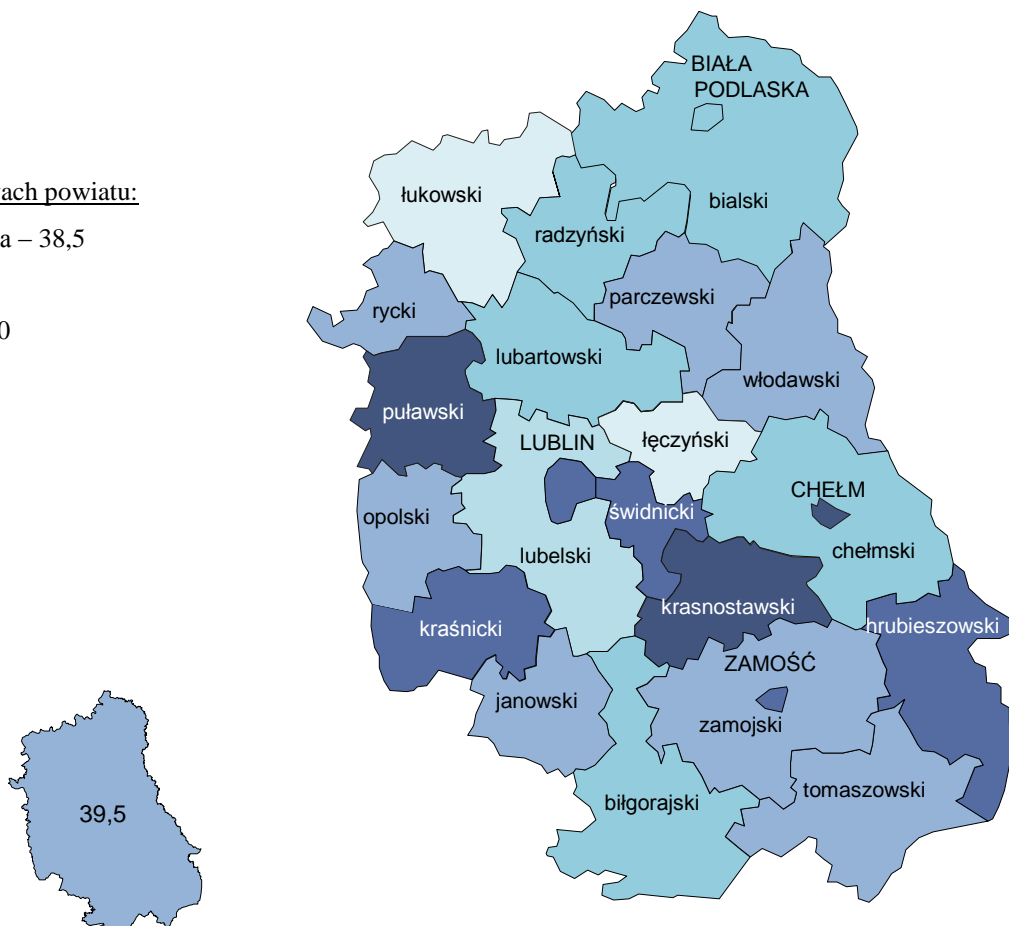 BIAŁA
PODLASKA
łukowski
ach powiatu:
bialski
radzyński
a – 38,5
parczewski
rycki
0
lubartowski
włodawski
puławski
LUBLIN
łęczyński
CHEŁM
opolski
świdnicki
lubelski
chełmski
krasnostawski
kraśnicki
hrubieszowski
ZAMOŚĆ
janowski
zamojski
tomaszowski
biłgorajski
39,5